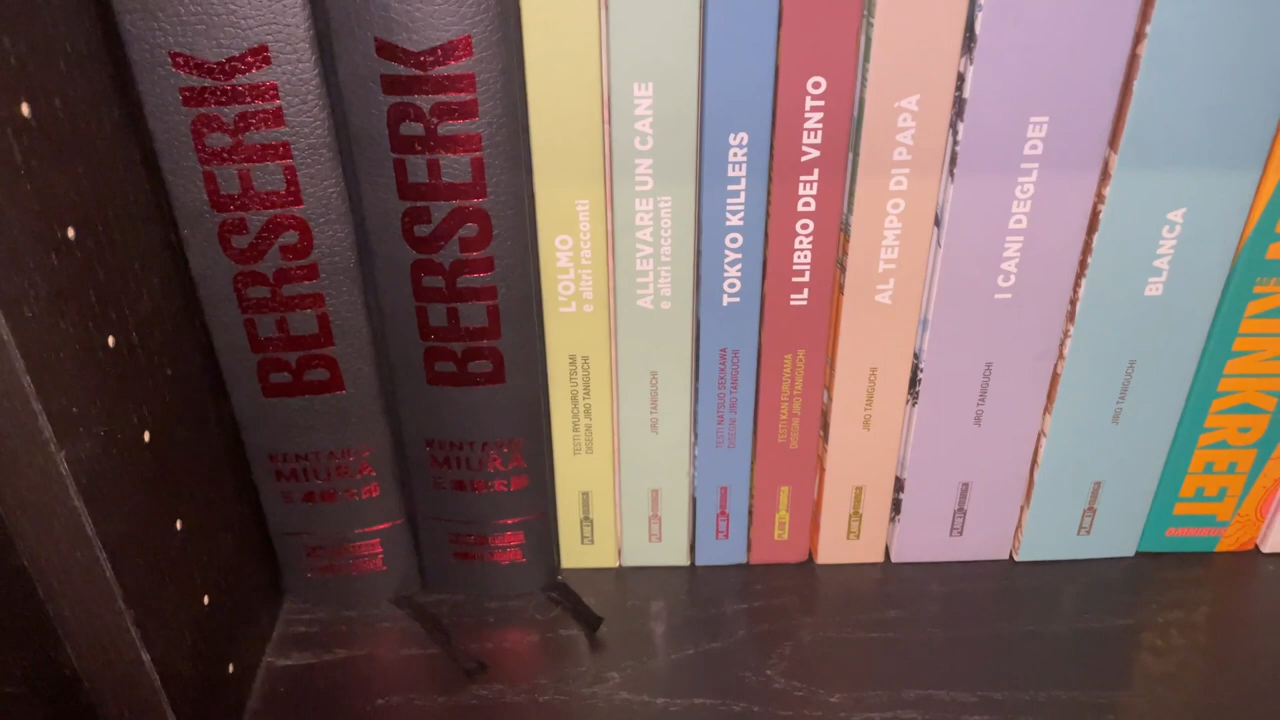 BERSERK
KENTARO
MIURA
BERSERK
KENTARO
MIURA
L'OLMO
e altri racconti
TESTI RYUICHIRO UTSUMI
DISEGNI JIRO TANIGUCHI
ALLEVARE UN CANE
e altri racconti
JIRO TANIGUCHI
TOKYO KILLERS
TESTI NATSUO SEKIKAWA
DISEGNI JIRO TANIGUCHI
IL LIBRO DEL VENTO
TESTI KAN FURUYAMA
DISEGNI JIRO TANIGUCHI
AL TEMPO DI PAPÀ
JIRO TANIGUCHI
I CANI DEGLI DEI
JIRO TANIGUCHI
BLANCA
JIRO TANIGUCHI
KINKREET